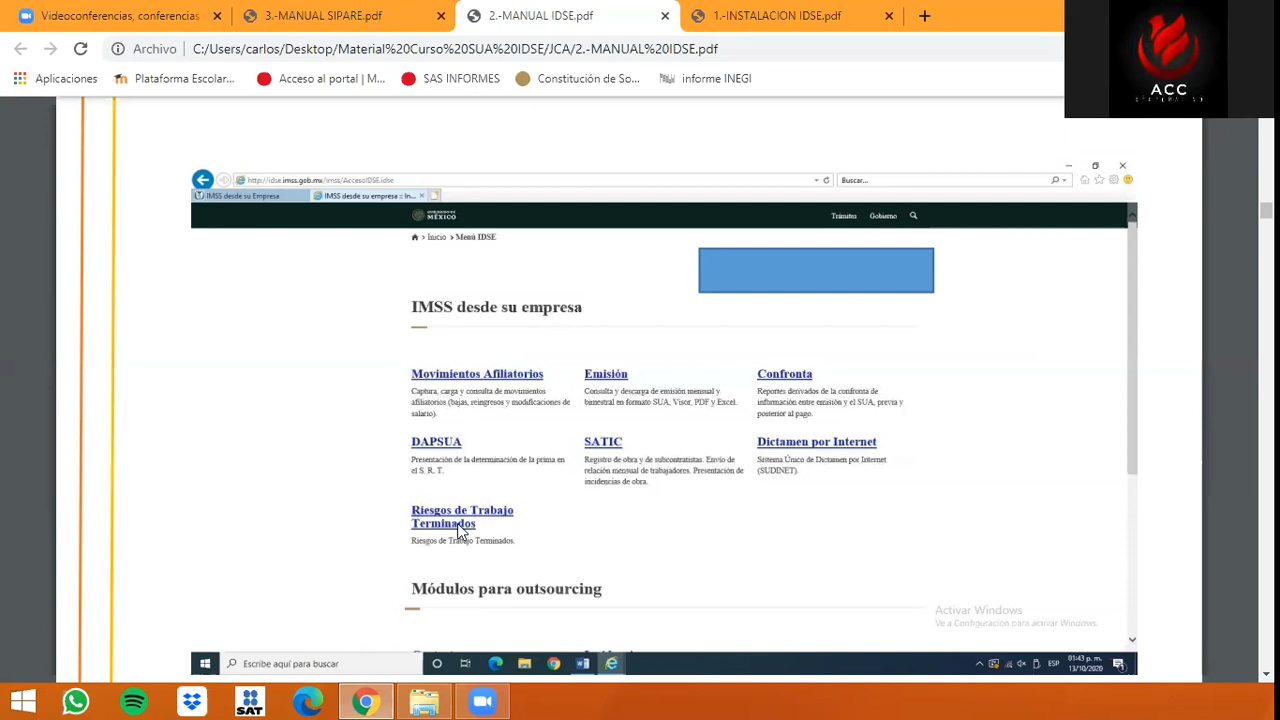 Videoconferencias, conferencias
3.-MANUAL SIPARE.pdf
2.-MANUAL IDSE.pdf
1.-INSTALACION IDSE.pdf
Archivo
C:/Users/carlos/Desktop/Material%20Curso%20SUA%20IDSE/JCA/2.-MANUAL%20IDSE.pdf
Aplicaciones
Plataforma Escolar...
Acceso al portal | M...
SAS INFORMES
Constitución de So...
informe INEGI
ACC
http://idse.imss.gob.mx/imss/AccesoIDSE.idse
Buscar...
IMSS desde su Empresa
IMSS desde su empresa :: In...
GOBIERNO DE
MÉXICO
Trámites
Gobierno
Inicio > Menú IDSE
IMSS desde su empresa
Movimientos Afiliatorios
Captura, carga y consulta de movimientos
afiliatorios (bajas, reingresos y modificaciones de
salario).
Emisión
Consulta y descarga de emisión mensual y
bimestral en formato SUA, Visor, PDF y Excel.
Confronta
Reportes derivados de la confronta de
información entre emisión y el SUA, previa y
posterior al pago.
DAPSUA
Presentación de la determinación de la prima en
el S. R. T.
SATIC
Registro de obra y de subcontratistas. Envío de
relación mensual de trabajadores. Presentación de
incidencias de obra.
Dictamen por Internet
Sistema Único de Dictamen por Internet
(SUDINET).
Riesgos de Trabajo
Terminados
Riesgos de Trabajo Terminados.
Módulos para outsourcing
Activar Windows
Ve a Configuración para activar Windows.
Escribe aquí para buscar
ESP
01:43 p. m.
13/10/2020
SAT